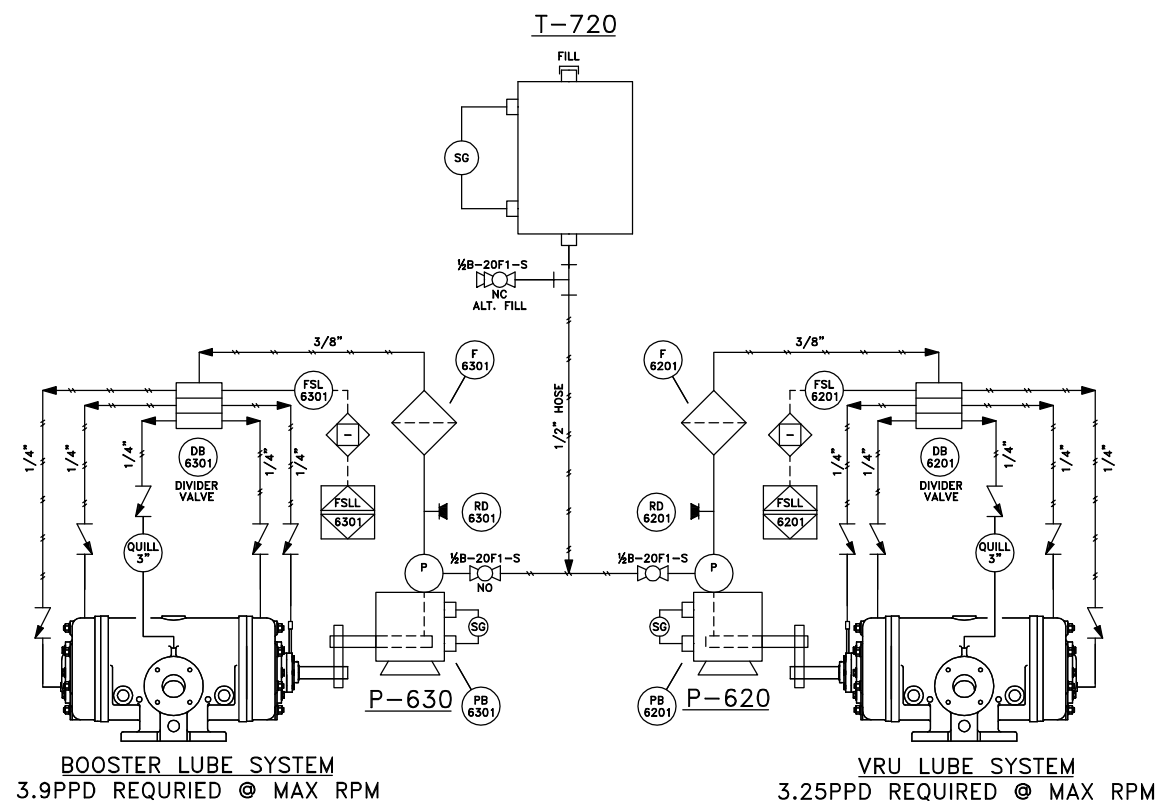 T-720
FILL
SG
½B-20F1-S
NC
ALT. FILL
3/8"
3/8"
F
6301
F
6201
FSL
6301
FSL
6201
1/2" HOSE
1/4"
1/4"
1/4"
1/4"
1/4"
1/4"
1/4"
1/4"
1/4"
1/4"
DB
6301
DIVIDER
VALVE
DB
6201
DIVIDER
VALVE
FSLL
6301
FSLL
6201
RD
6301
RD
6201
QUILL
3"
QUILL
3"
P
½B-20F1-S
NO
½B-20F1-S
P
SG
SG
P-630
PB
6301
PB
6201
P-620
BOOSTER LUBE SYSTEM
3.9PPD REQURIED @ MAX RPM
VRU LUBE SYSTEM
3.25PPD REQUIRED @ MAX RPM